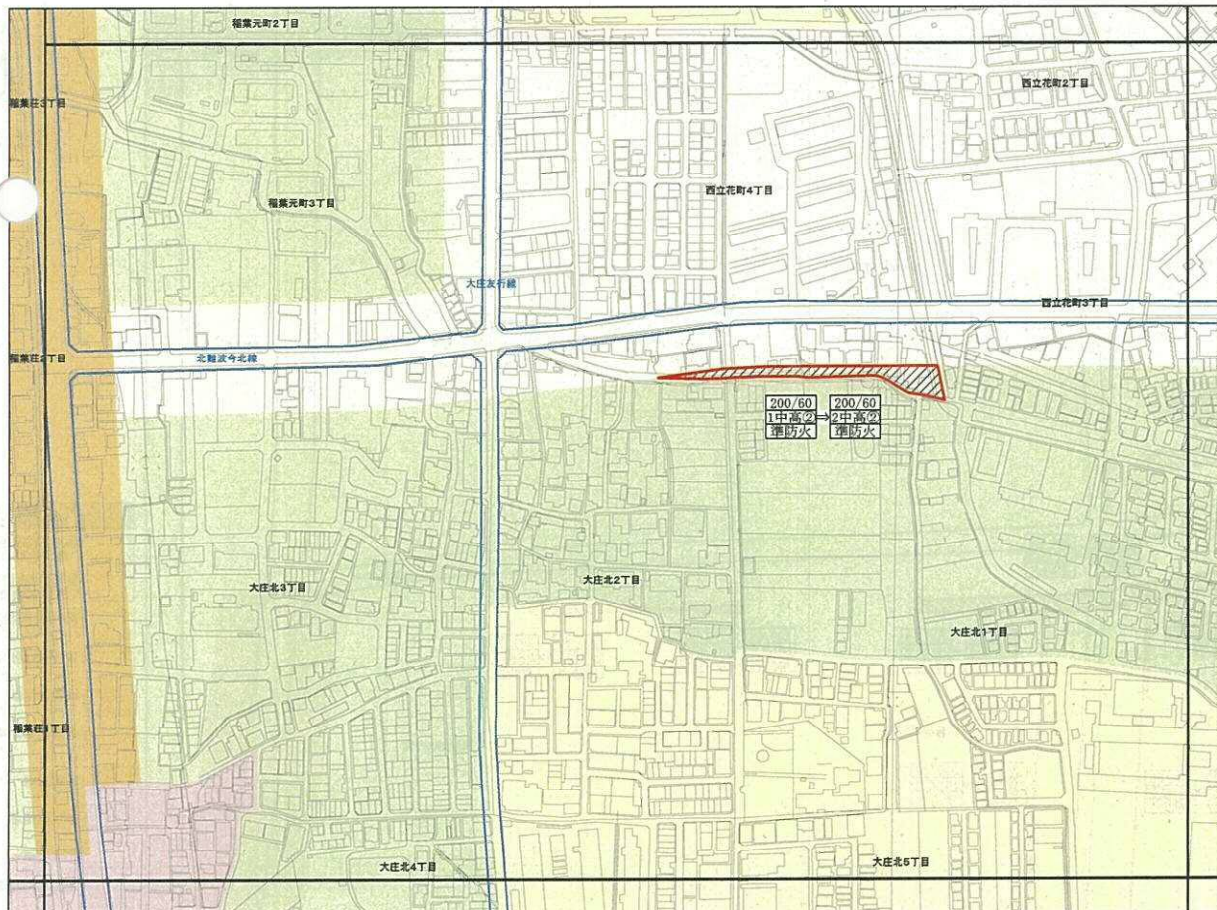 稲葉元町2丁目
稲葉荘3丁目
西立花町2丁目
西立花町4丁目
稲葉元町3丁目
大庄友行線
西立花町3丁目
稲葉荘2丁目
北難波今北線
200/60
1中高②
準防火
⇒
200/60
2中高②
準防火
大庄北3丁目
大庄北2丁目
大庄北1丁目
稲葉荘1丁目
大庄北4丁目
大庄北5丁目